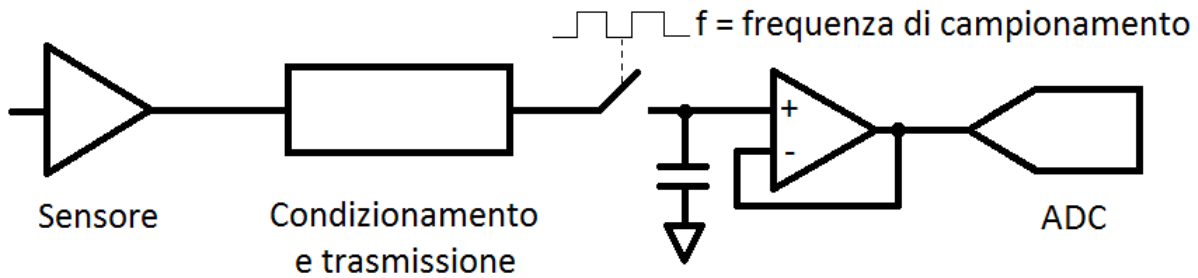 f = frequenza di campionamento
+
-
Sensore
Condizionamento
e trasmissione
ADC